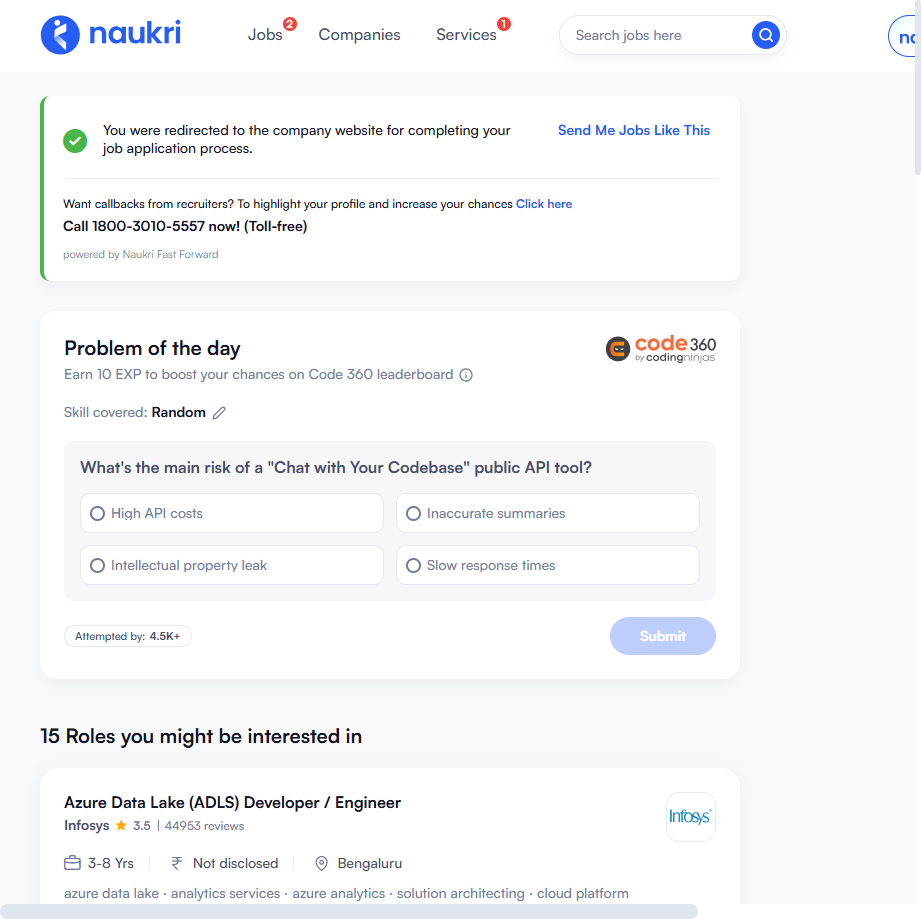 naukri
Jobs 2
Companies
Services 1
Search jobs here
You were redirected to the company website for completing your
job application process.
Send Me Jobs Like This
Want callbacks from recruiters? To highlight your profile and increase your chances Click here
Call 1800-3010-5557 now! (Toll-free)
powered by Naukri Fast Forward
Problem of the day
code 360
by codingninjas
Earn 10 EXP to boost your chances on Code 360 leaderboard
Skill covered: Random
What's the main risk of a "Chat with Your Codebase" public API tool?
High API costs
Inaccurate summaries
Intellectual property leak
Slow response times
Attempted by: 4.5K+
Submit
15 Roles you might be interested in
Azure Data Lake (ADLS) Developer / Engineer
Infosys 3.5 | 44953 reviews
Infosys
3-8 Yrs
₹ Not disclosed
Bengaluru
azure data lake · analytics services · azure analytics · solution architecting · cloud platform